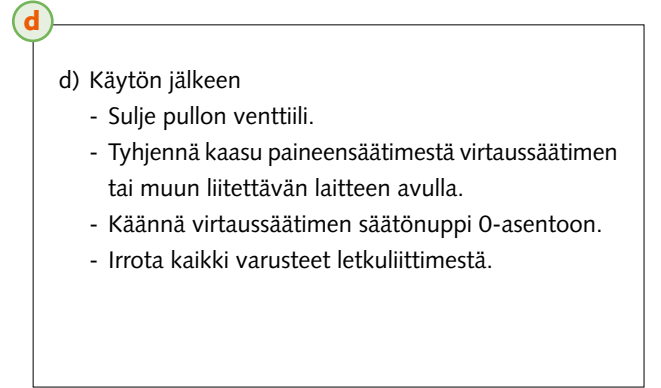 d
d) Käytön jälkeen
- Sulje pullon venttiili.
- Tyhjennä kaasu paineensäätimestä virtaussäätimen
tai muun liitettävän laitteen avulla.
- Käännä virtaussäätimen säätönuppi 0-asentoon.
- Irrota kaikki varusteet letkuliittimestä.